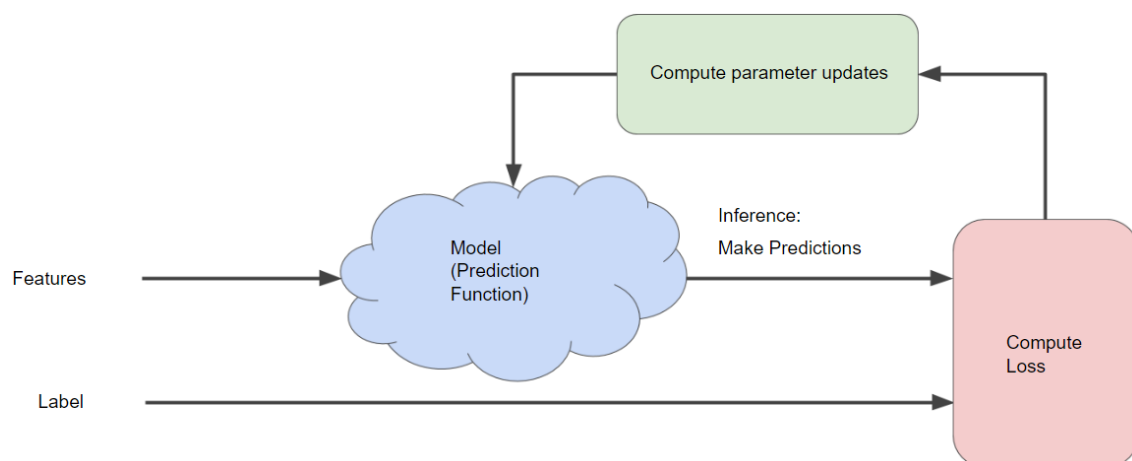 Compute parameter updates
Inference:
Make Predictions
Model
(Prediction
Function)
Features
Compute
Loss
Label